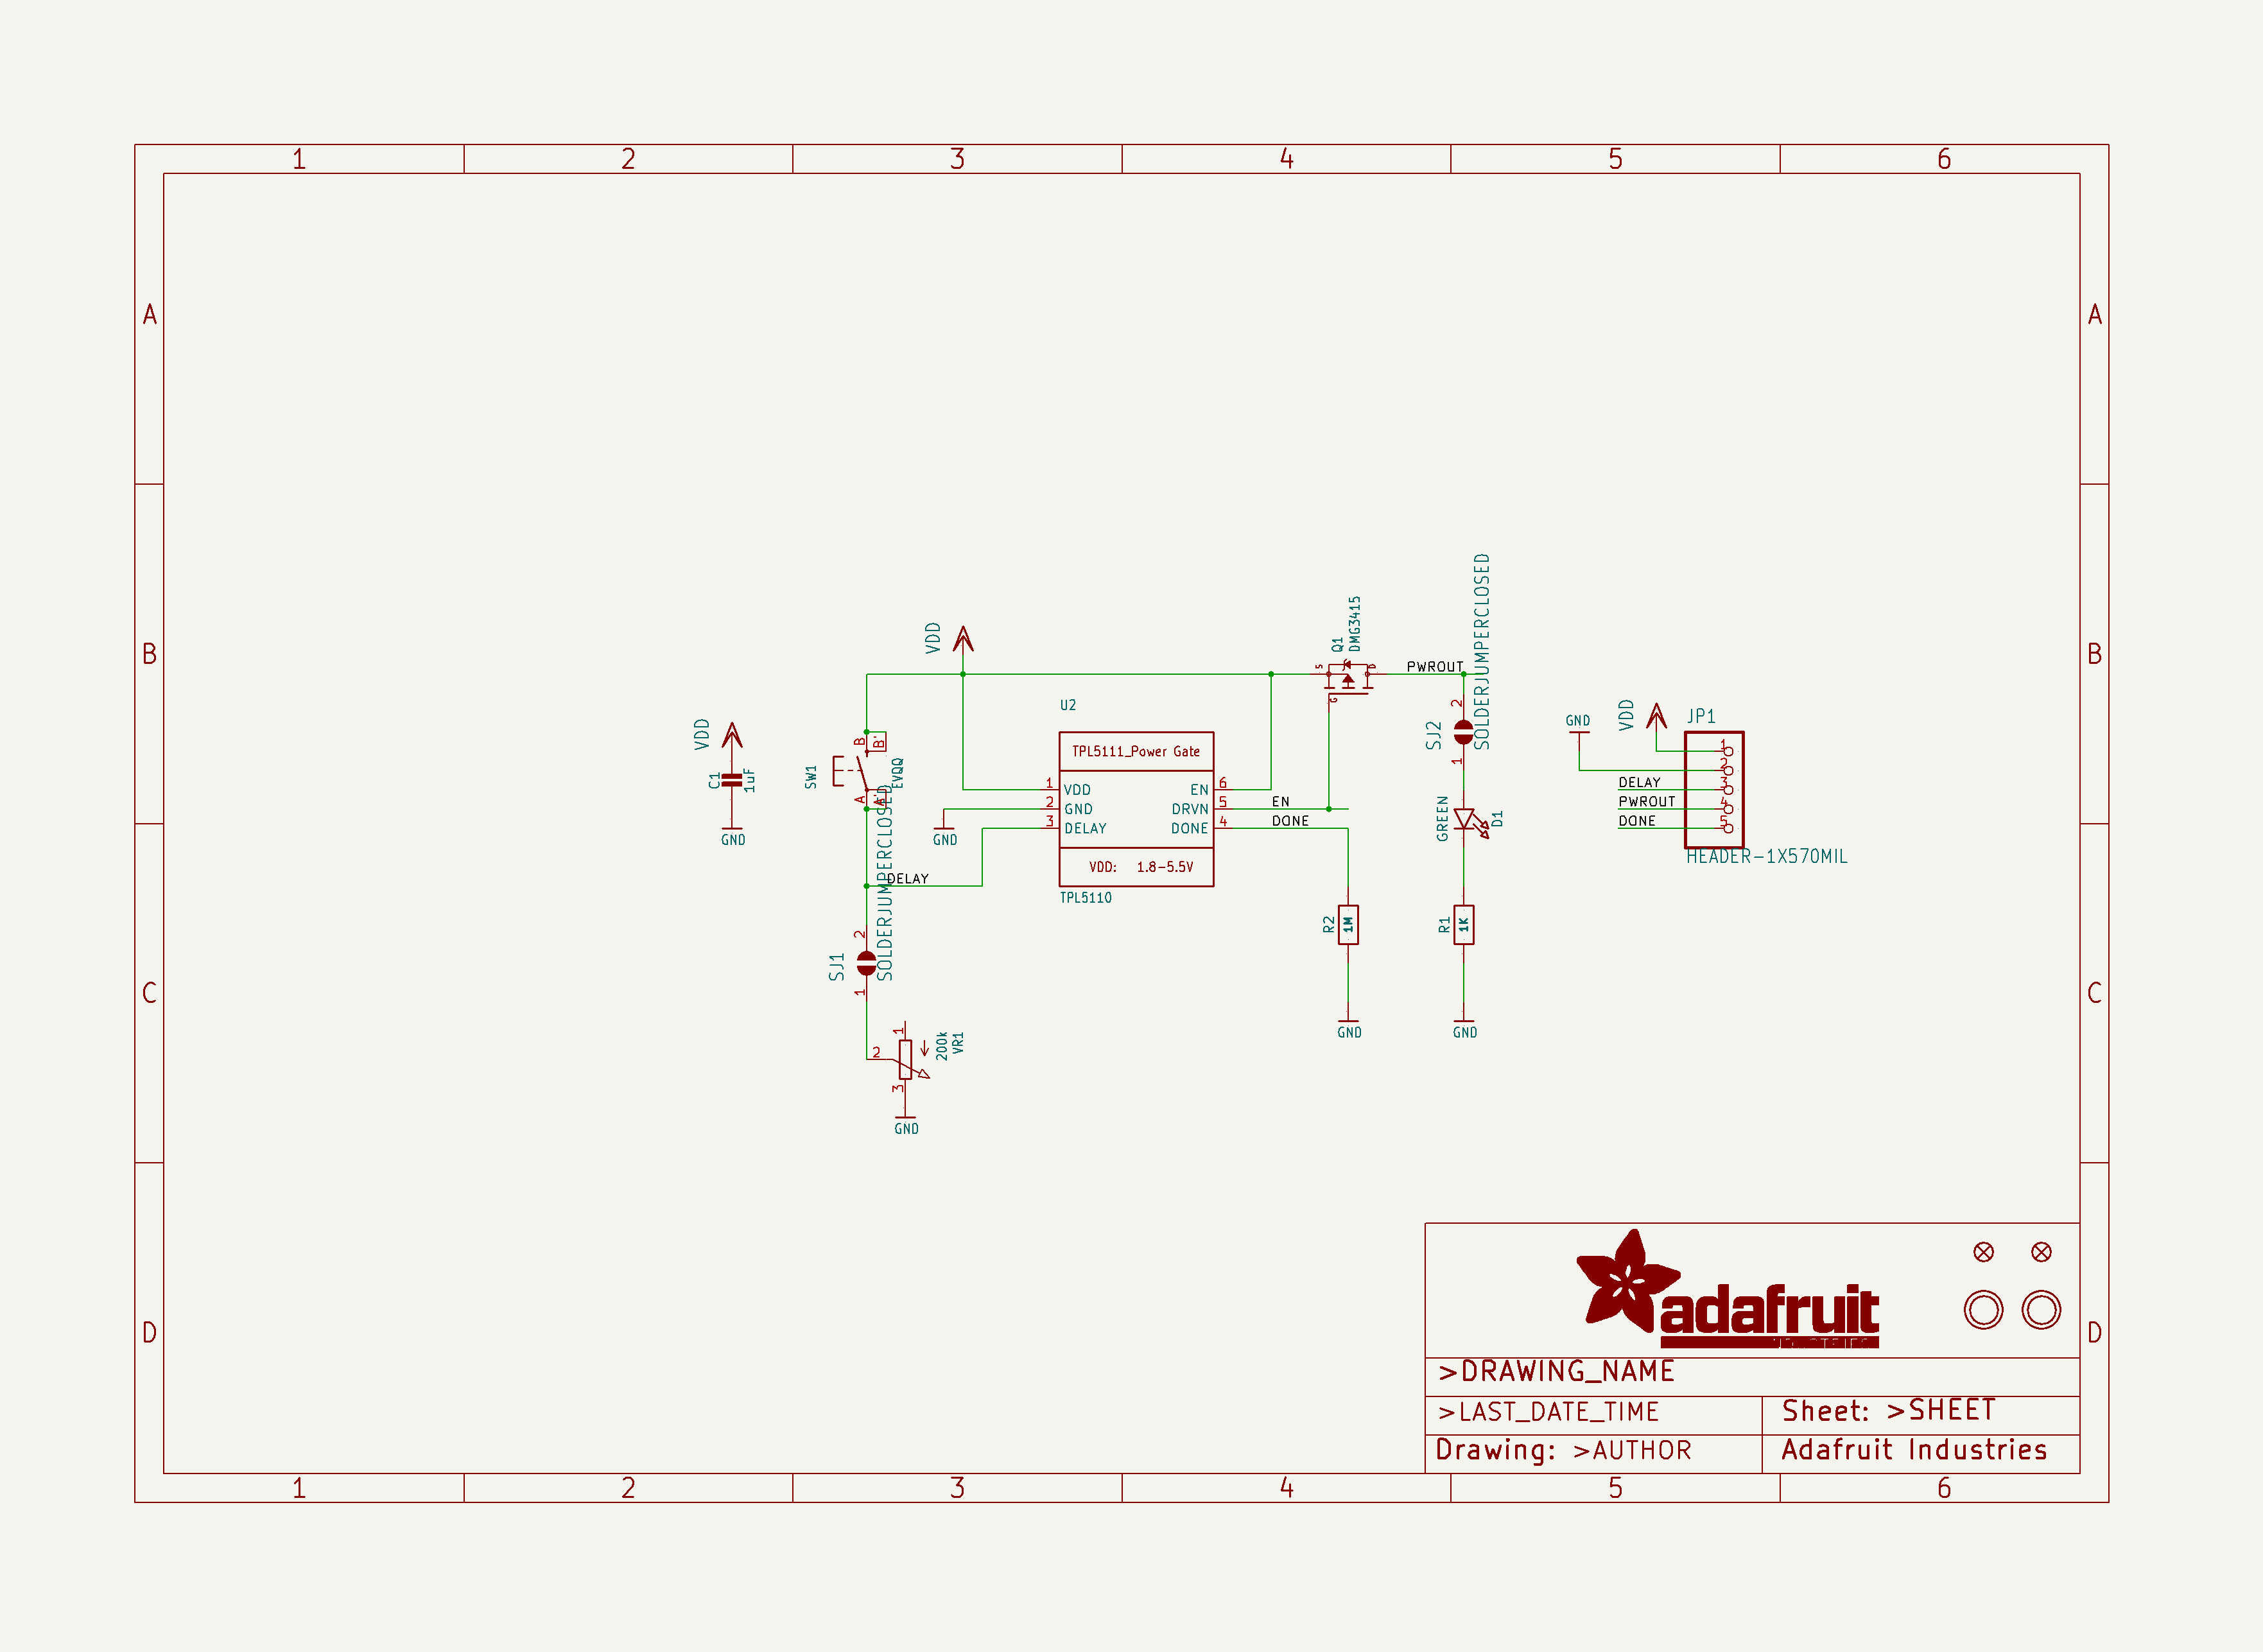 1 2 3 4 5 6
A A
B B
C C
D D
1 2 3 4 5 6
VDD
C1
1uF
GND
VDD
SW1
EVQQ
B
B'
A
A'
SOLDERJUMPERCLOSED
DELAY
SJ1
2
1
200k
VR1
1
2
3
GND
GND
U2
TPL5111_Power Gate
1 VDD EN 6
2 GND DRVN 5
3 DELAY DONE 4
VDD: 1.8-5.5V
TPL5110
EN
DONE
Q1
DMG3415
S
D
G
PWROUT
R2
1M
GND
SOLDERJUMPERCLOSED
SJ2
2
1
GREEN
D1
R1
1K
GND
GND
VDD
JP1
1
2
DELAY 3
PWROUT 4
DONE 5
HEADER-1X570MIL
adafruit
>DRAWING_NAME
>LAST_DATE_TIME
Sheet: >SHEET
Drawing: >AUTHOR
Adafruit Industries